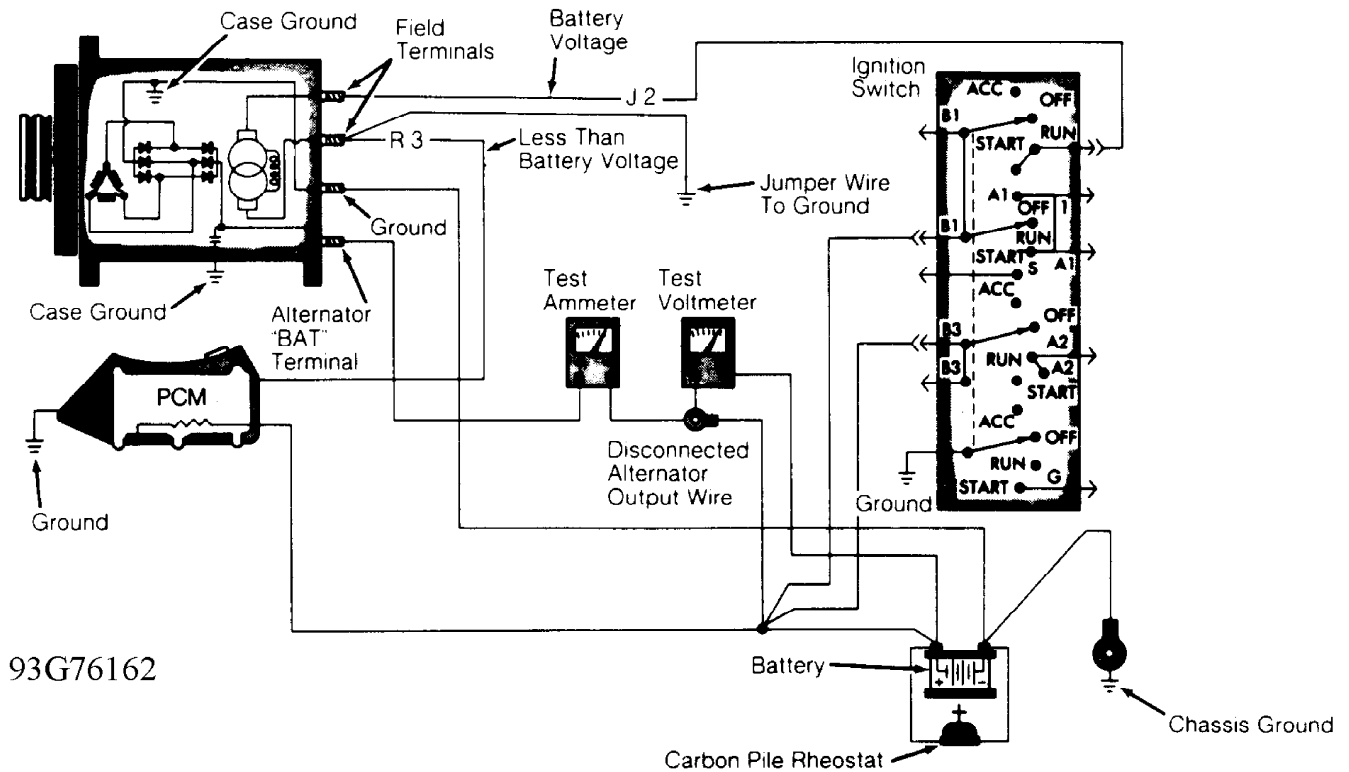 Case Ground
Field
Terminals
Battery
Voltage
J 2
R 3
Less Than
Battery Voltage
Jumper Wire
To Ground
Ground
Case Ground
Alternator
"BAT"
Terminal
Test
Ammeter
Test
Voltmeter
Disconnected
Alternator
Output Wire
PCM
Ground
Ignition
Switch
ACC
OFF
B1
RUN
START
A1
1
OFF
B1
RUN
START
A1
S
ACC
OFF
B3
A2
RUN
B3
A2
START
ACC
OFF
RUN
START
G
Ground
Battery
+
-
+
Carbon Pile Rheostat
Chassis Ground
93G76162